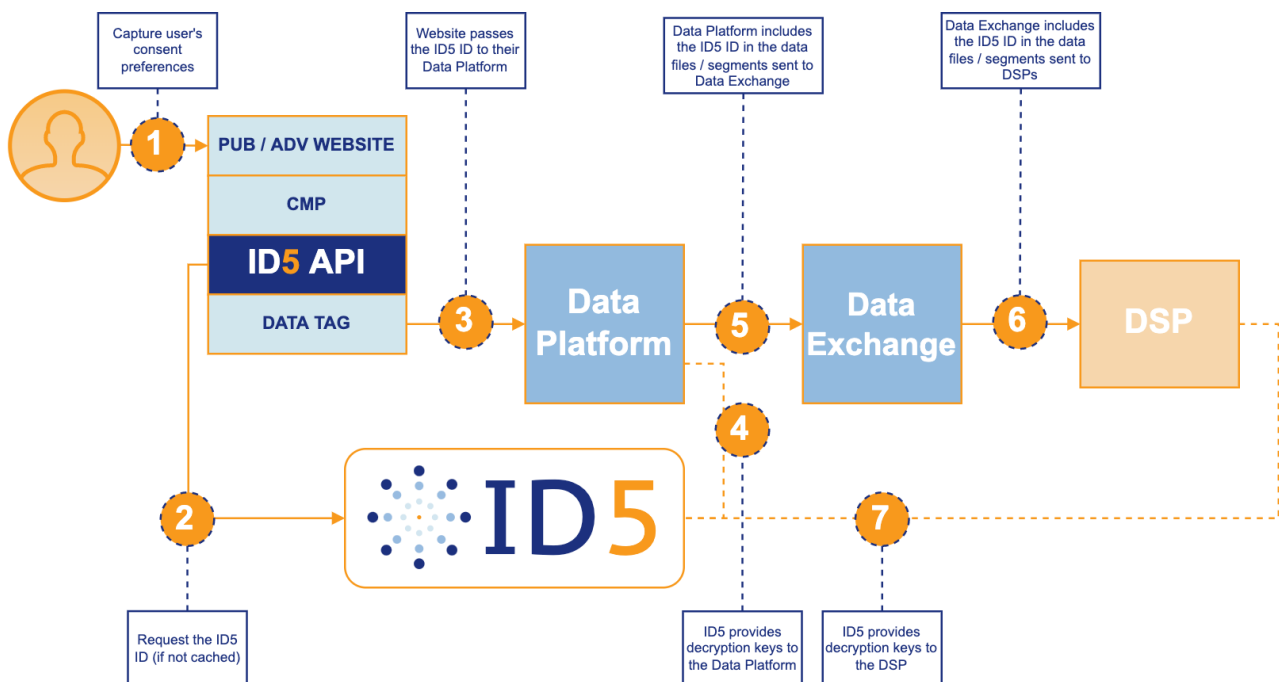 Capture user's
consent
preferences
Website passes
the ID5 ID to their
Data Platform
Data Platform includes
the ID5 ID in the data
files / segments sent to
Data Exchange
Data Exchange includes
the ID5 ID in the data
files / segments sent to
DSPs
1
PUB / ADV WEBSITE
CMP
ID5 API
DATA TAG
3
Data
Platform
5
Data
Exchange
6
DSP
4
2
ID5
7
Request the ID5
ID (if not cached)
ID5 provides
decryption keys to
the Data Platform
ID5 provides
decryption keys to
the DSP